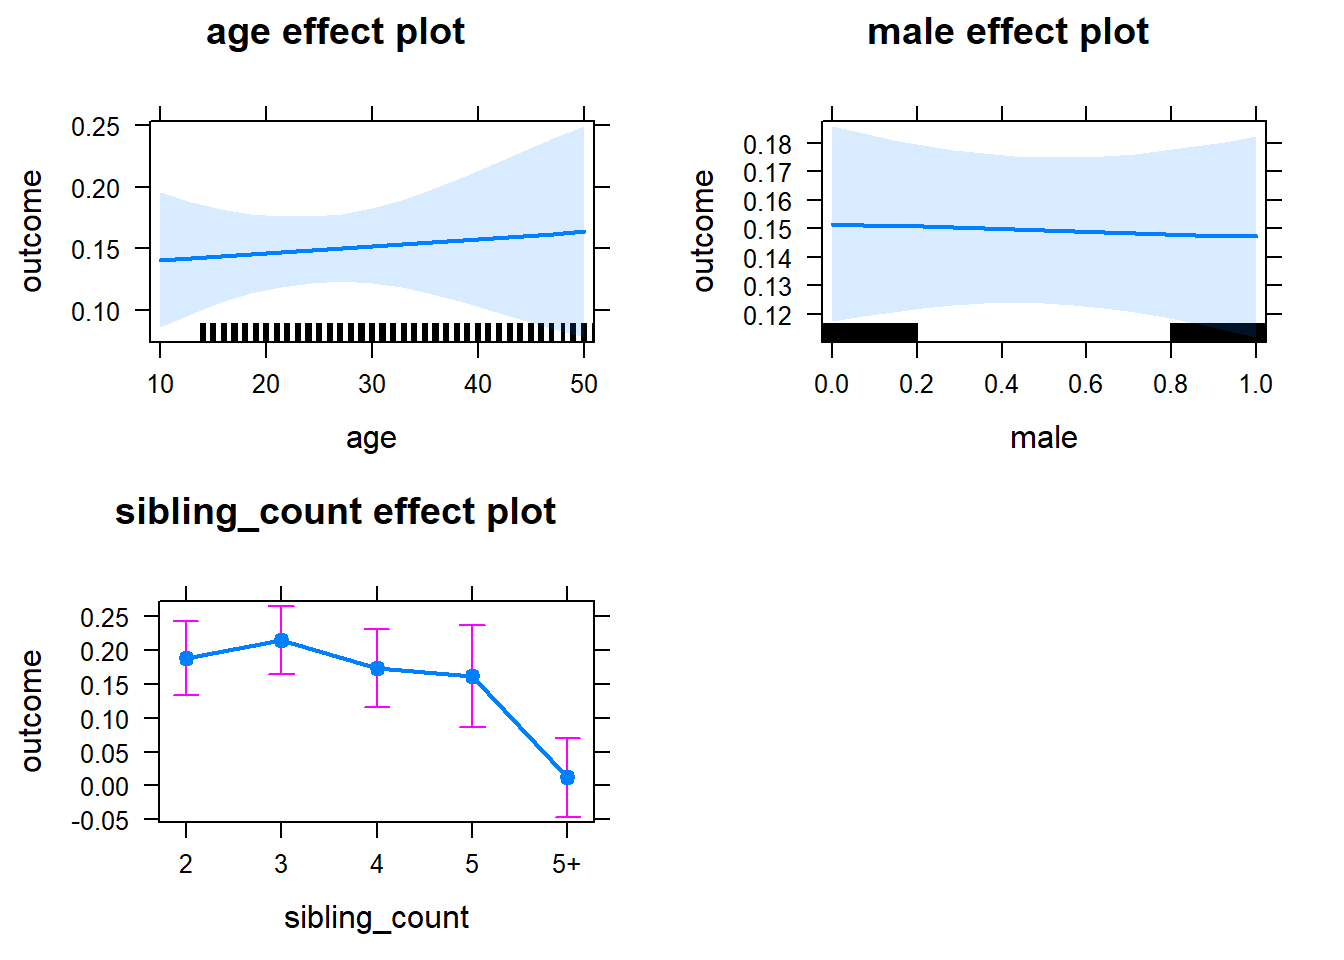 age effect plot
outcome
0.25
0.20
0.15
0.10
10 20 30 40 50
age
male effect plot
outcome
0.18
0.17
0.16
0.15
0.14
0.13
0.12
0.0 0.2 0.4 0.6 0.8 1.0
male
sibling_count effect plot
outcome
0.25
0.20
0.15
0.10
0.05
0.00
-0.05
2 3 4 5 5+
sibling_count